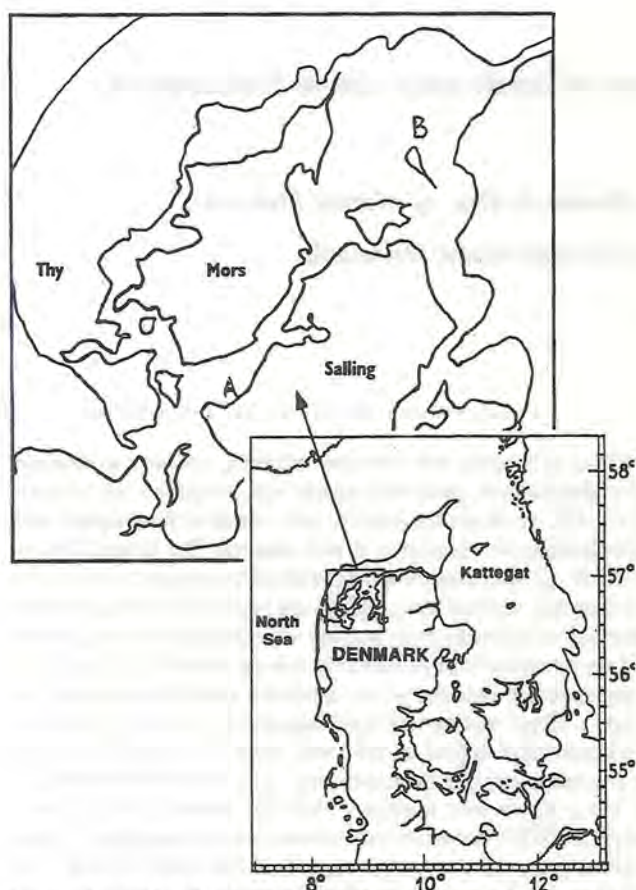 B
Thy
Mors
A
Salling
58°
Kattegat
57°
North
Sea
DENMARK
56°
55°
8°
10°
12°